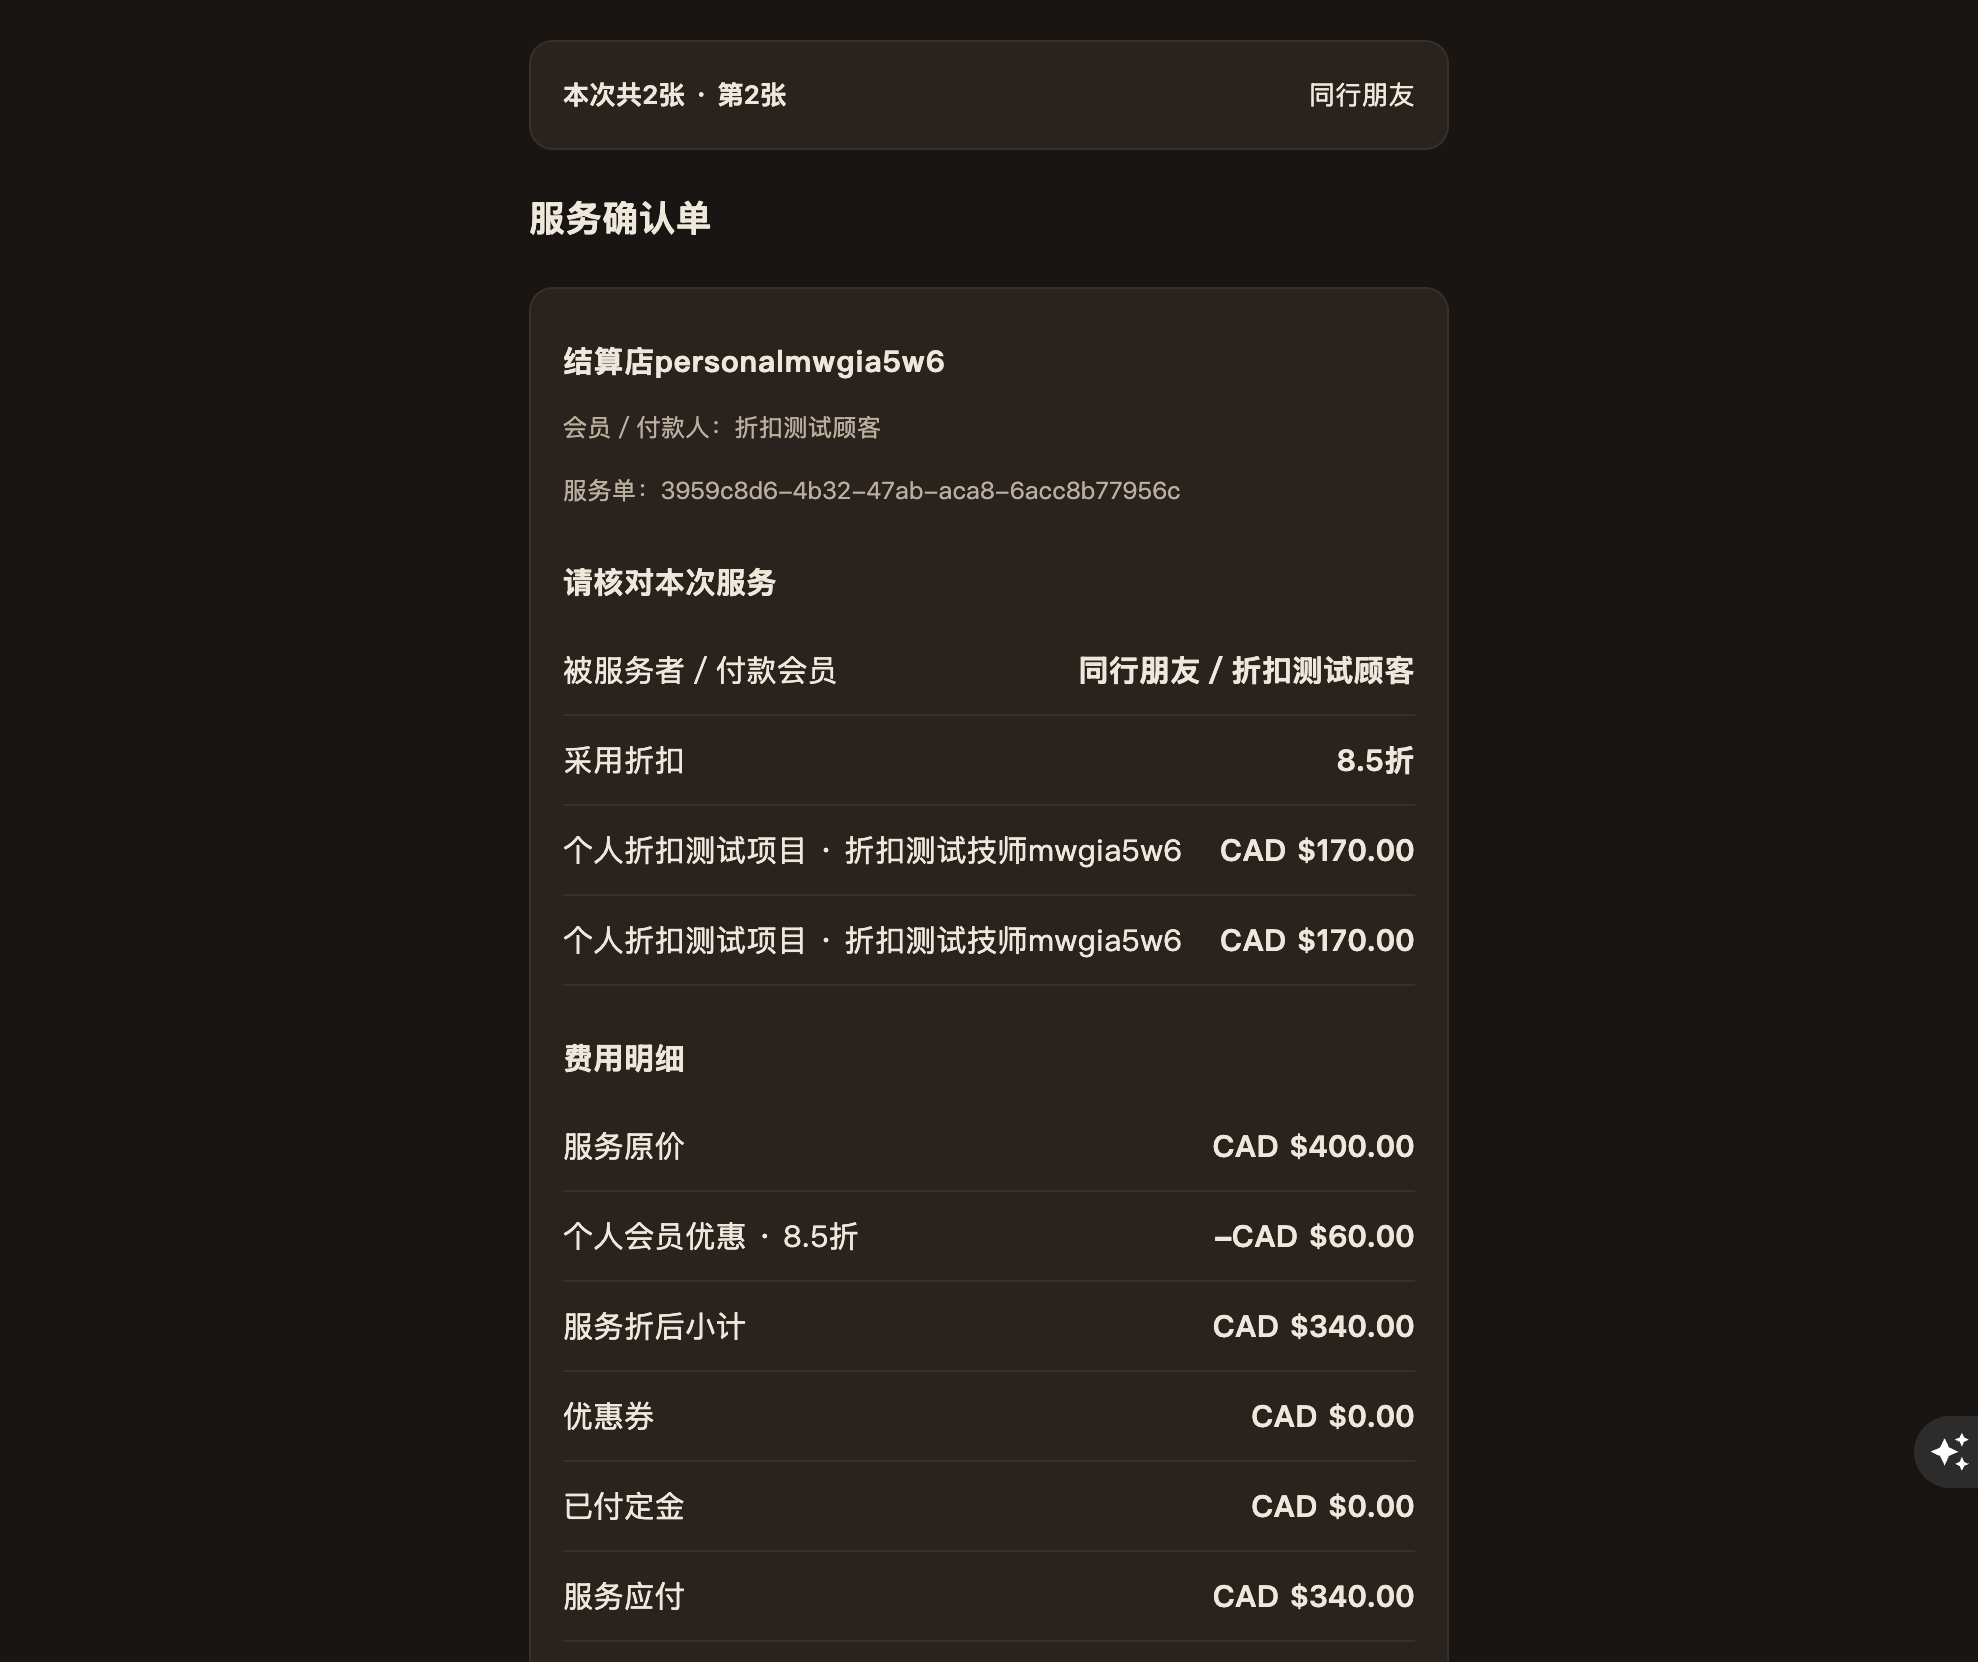 本次共2张 · 第2张 同行朋友
服务确认单
结算店personalmwgia5w6
会员 / 付款人：折扣测试顾客
服务单：3959c8d6-4b32-47ab-aca8-6acc8b77956c
请核对本次服务
被服务者 / 付款会员 同行朋友 / 折扣测试顾客
采用折扣 8.5折
个人折扣测试项目 · 折扣测试技师mwgia5w6 CAD $170.00
个人折扣测试项目 · 折扣测试技师mwgia5w6 CAD $170.00
费用明细
服务原价 CAD $400.00
个人会员优惠 · 8.5折 −CAD $60.00
服务折后小计 CAD $340.00
优惠券 CAD $0.00
已付定金 CAD $0.00
服务应付 CAD $340.00